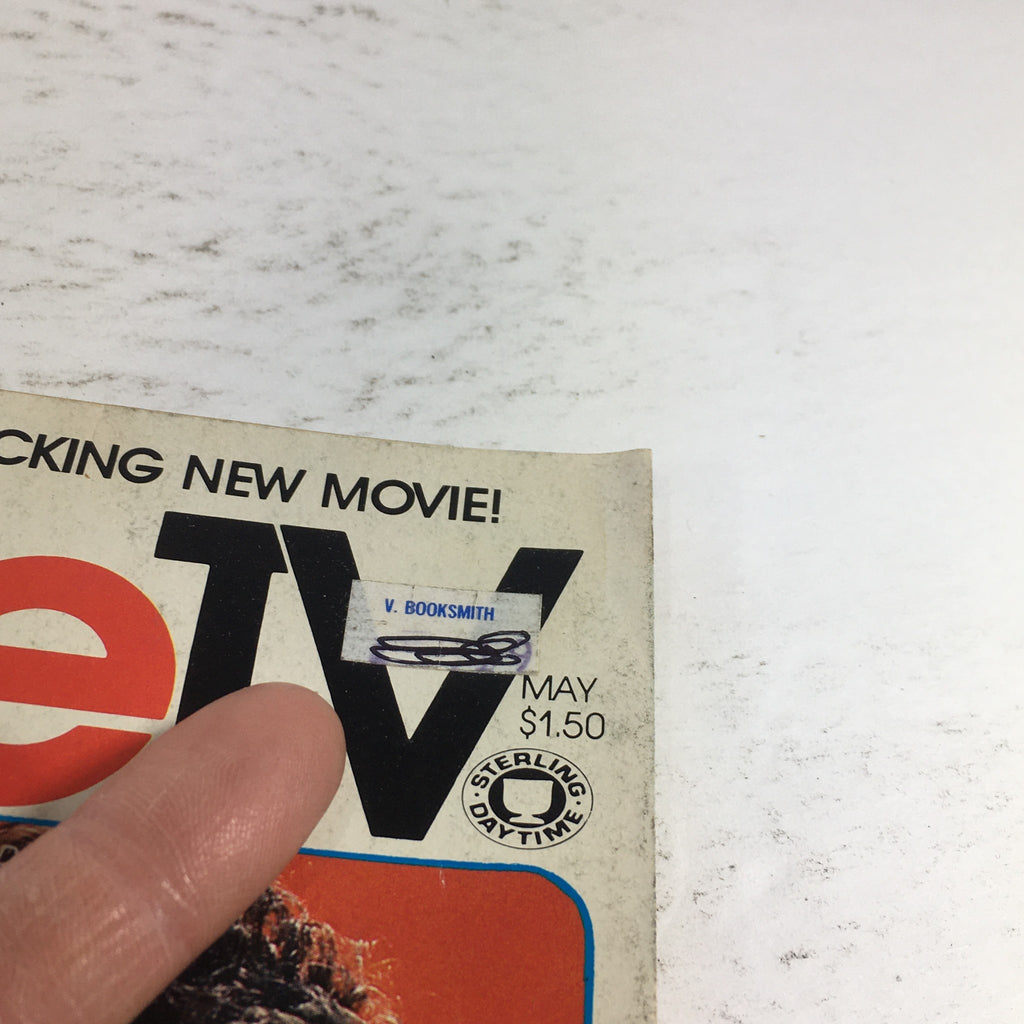 CKING NEW MOVIE!
eTV
V. BOOKSMITH
MAY
$1.50
STERLING
DAYTIME